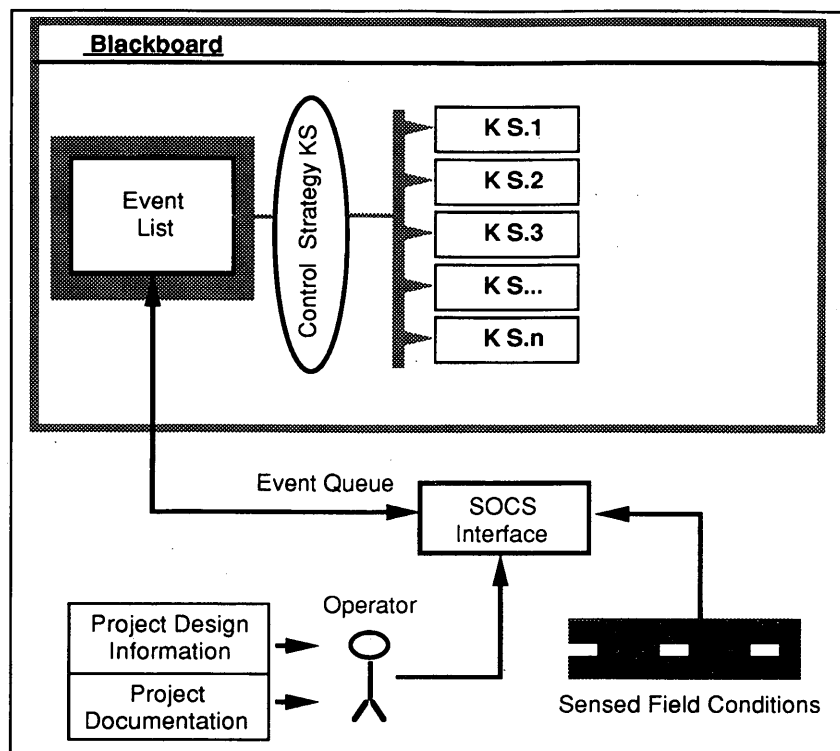 Blackboard
Event
List
Control Strategy KS
K S.1
K S.2
K S.3
K S...
K S.n
Event Queue
SOCS
Interface
Operator
Project Design
Information
Project
Documentation
Sensed Field Conditions